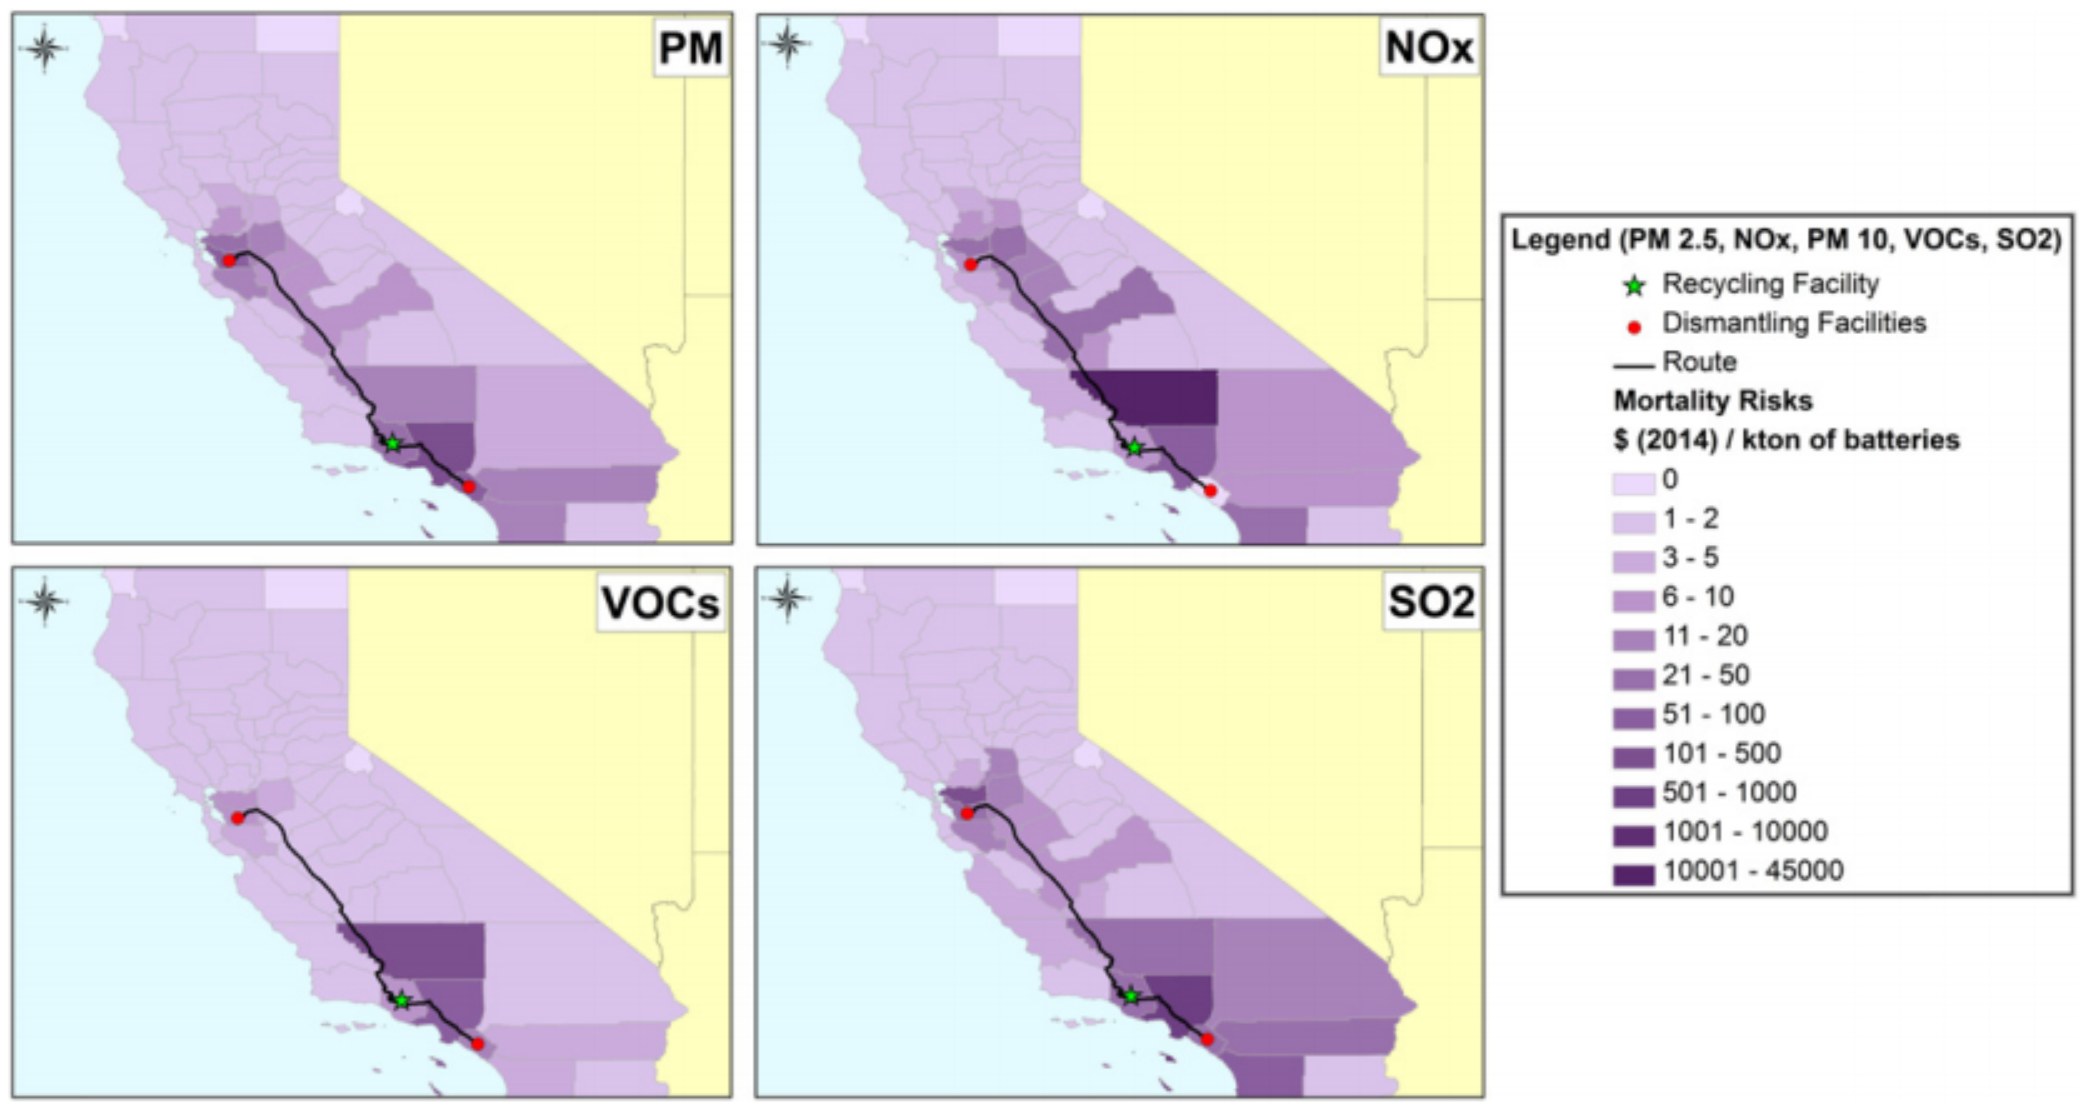 PM
NOx
VOCs
SO2
Legend (PM 2.5, NOx, PM 10, VOCs, SO2)
Recycling Facility
Dismantling Facilities
Route
Mortality Risks
$ (2014) / kton of batteries
0
1 - 2
3 - 5
6 - 10
11 - 20
21 - 50
51 - 100
101 - 500
501 - 1000
1001 - 10000
10001 - 45000